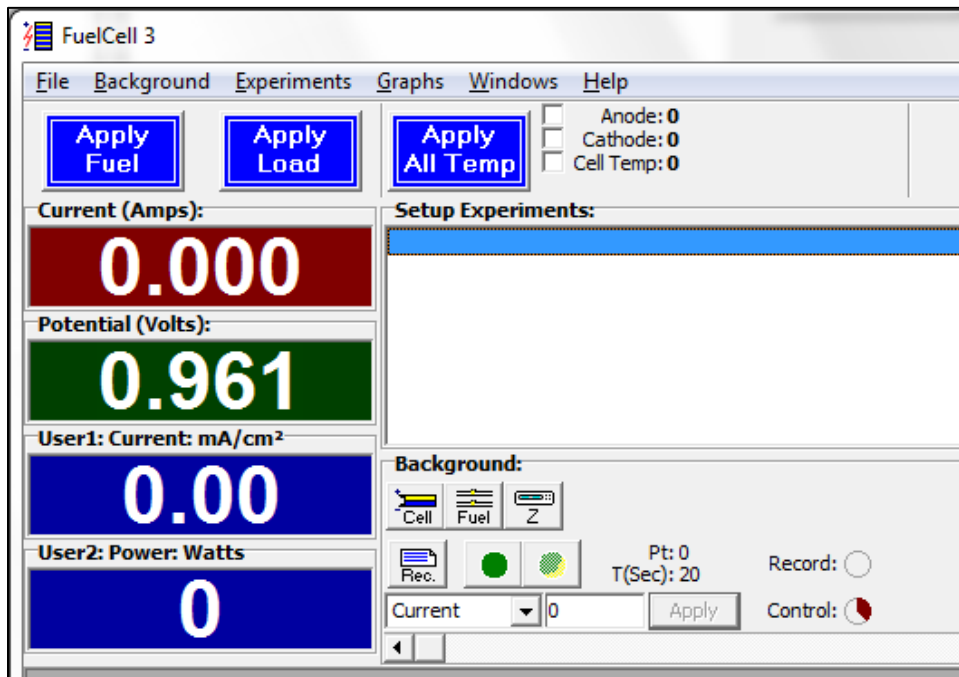 FuelCell 3
File Background Experiments Graphs Windows Help
Apply
Fuel
Apply
Load
Apply
All Temp
Anode: 0
Cathode: 0
Cell Temp: 0
Current (Amps):
0.000
Potential (Volts):
0.961
User1: Current: mA/cm²
0.00
User2: Power: Watts
0
Setup Experiments:
Background:
Cell
Fuel
Z
Rec.
Pt: 0
T(Sec): 20
Record:
Current
0
Apply
Control: